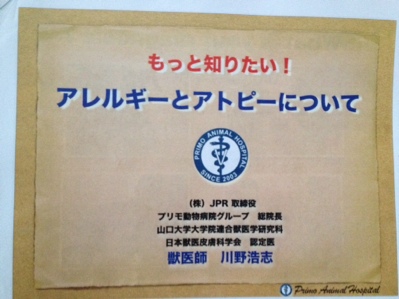 もっと知りたい！
アレルギーとアトピーについて
PRIMO ANIMAL HOSPITAL
SINCE 2003
（株）JPR 取締役
プリモ動物病院グループ　総院長
山口大学大学院連合獣医学研究科
日本獣医皮膚科学会　認定医
獣医師　川野浩志
Primo Animal Hospital